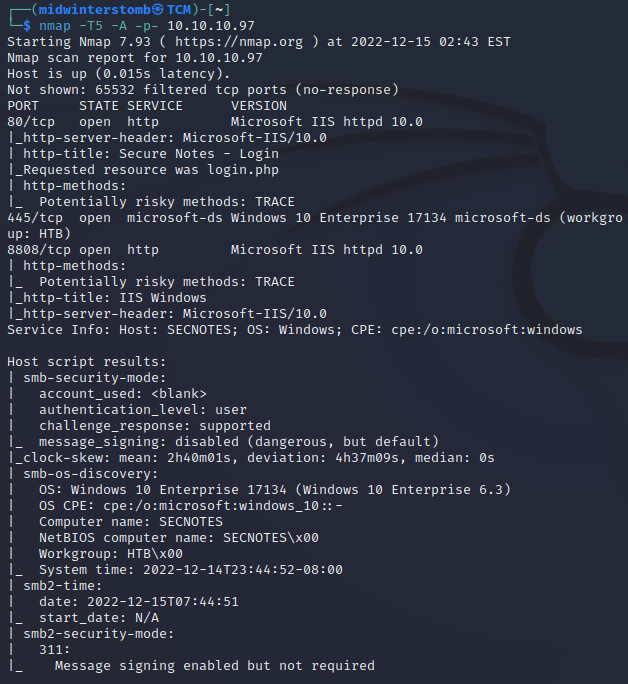 ┌──(midwinterstomb㉿TCM)-[~]
└─$ nmap -T5 -A -p- 10.10.10.97
Starting Nmap 7.93 ( https://nmap.org ) at 2022-12-15 02:43 EST
Nmap scan report for 10.10.10.97
Host is up (0.015s latency).
Not shown: 65532 filtered tcp ports (no-response)
PORT     STATE SERVICE      VERSION
80/tcp   open  http         Microsoft IIS httpd 10.0
|_http-server-header: Microsoft-IIS/10.0
| http-title: Secure Notes - Login
|_Requested resource was login.php
| http-methods:
|_  Potentially risky methods: TRACE
445/tcp  open  microsoft-ds Windows 10 Enterprise 17134 microsoft-ds (workgro
up: HTB)
8808/tcp open  http         Microsoft IIS httpd 10.0
| http-methods:
|_  Potentially risky methods: TRACE
|_http-title: IIS Windows
|_http-server-header: Microsoft-IIS/10.0
Service Info: Host: SECNOTES; OS: Windows; CPE: cpe:/o:microsoft:windows

Host script results:
| smb-security-mode:
|   account_used: <blank>
|   authentication_level: user
|   challenge_response: supported
|_  message_signing: disabled (dangerous, but default)
|_clock-skew: mean: 2h40m01s, deviation: 4h37m09s, median: 0s
| smb-os-discovery:
|   OS: Windows 10 Enterprise 17134 (Windows 10 Enterprise 6.3)
|   OS CPE: cpe:/o:microsoft:windows_10::-
|   Computer name: SECNOTES
|   NetBIOS computer name: SECNOTES\x00
|   Workgroup: HTB\x00
|_  System time: 2022-12-14T23:44:52-08:00
| smb2-time:
|   date: 2022-12-15T07:44:51
|_  start_date: N/A
| smb2-security-mode:
|   311:
|_    Message signing enabled but not required